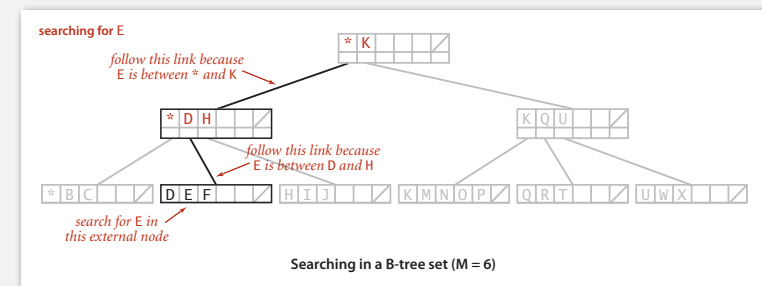 searching for E
* K
follow this link because
E is between * and K
* D H
K Q U
follow this link because
E is between D and H
* B C
D E F
H I J
K M N O P
Q R T
U W X
search for E in
this external node
Searching in a B-tree set (M = 6)